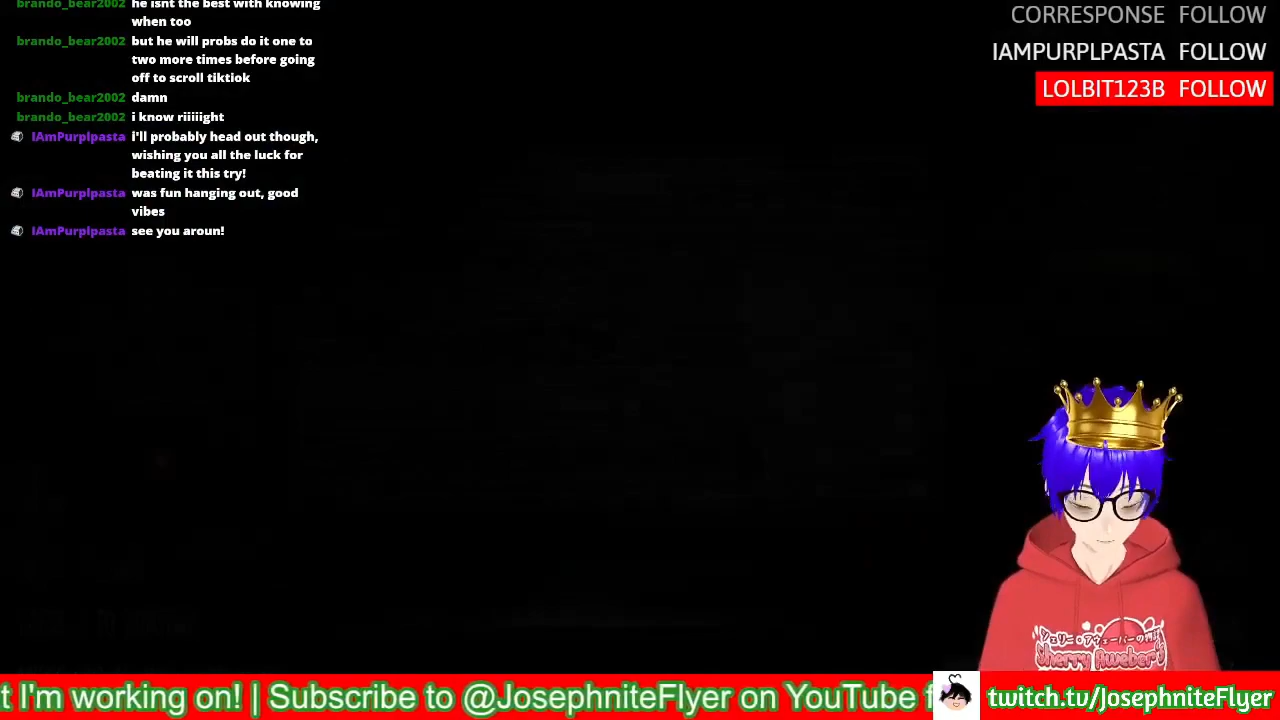 brando_bear2002 he isnt the best with knowing
when too
brando_bear2002 but he will probs do it one to
two more times before going
off to scroll tiktiok
brando_bear2002 damn
brando_bear2002 i know riiiiight
IAmPurplpasta i'll probably head out though,
wishing you all the luck for
beating it this try!
IAmPurplpasta was fun hanging out, good
vibes
IAmPurplpasta see you aroun!
CORRESPONSE FOLLOW
IAMPURPLPASTA FOLLOW
LOLBIT123B FOLLOW
Sherry Aweber's
t I'm working on! | Subscribe to @JosephniteFlyer on YouTube f
twitch.tv/JosephniteFlyer